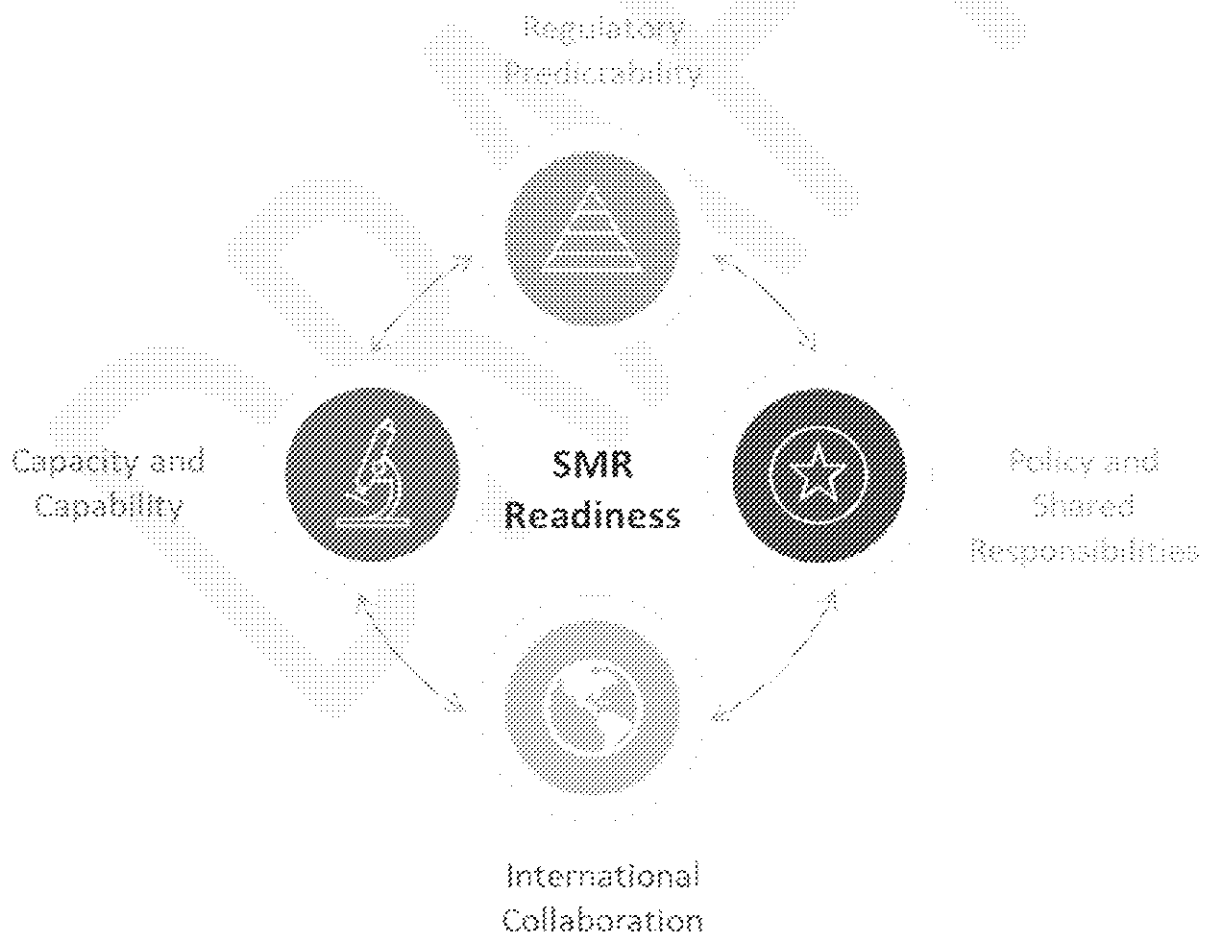 Regulatory
Predictability
Capacity and
Capability
SMR
Readiness
Policy and
Shared
Responsibilities
International
Collaboration